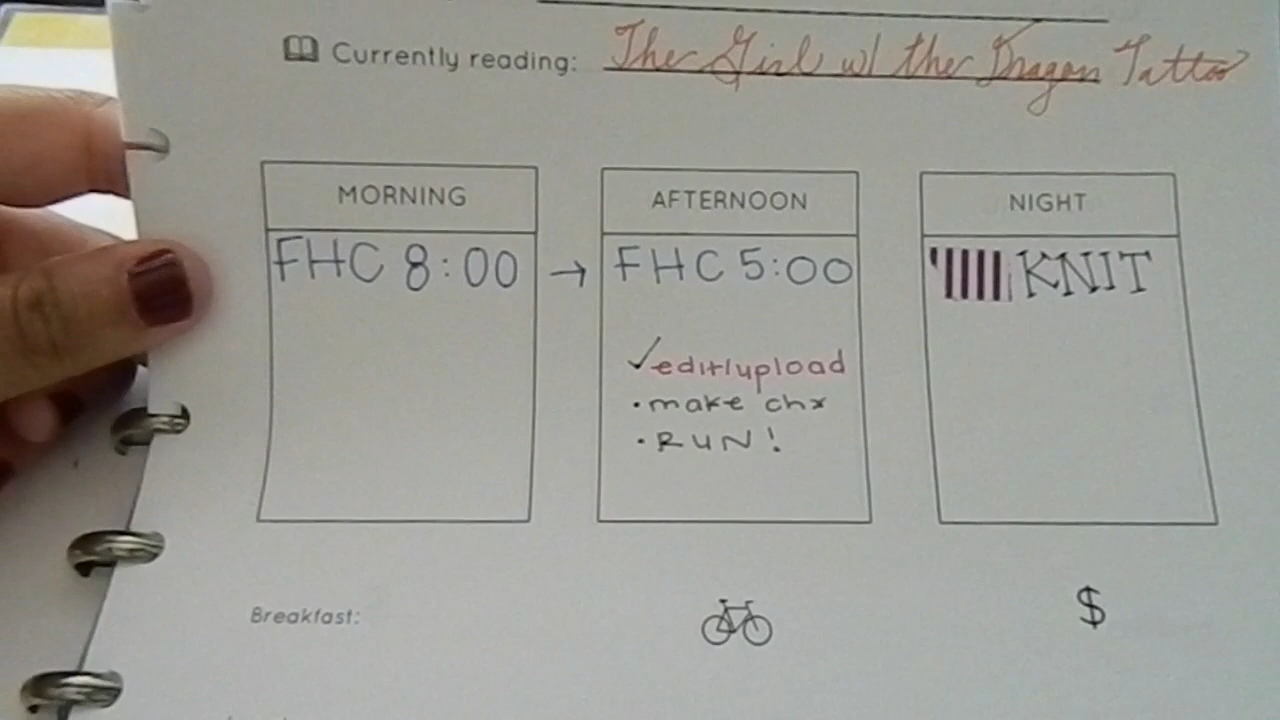 Currently reading: The Girl w/ the Dragon Tattoo
MORNING
FHC 8:00 →
AFTERNOON
FHC 5:00
✓edit/upload
• make chx
• RUN!
NIGHT
KNIT
Breakfast:
$